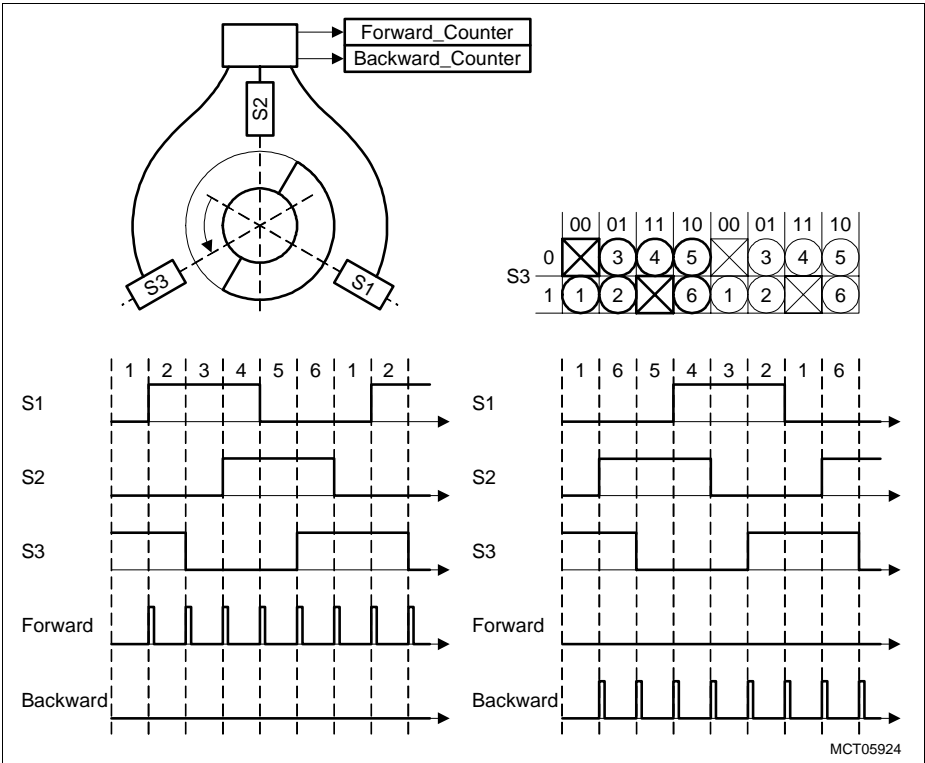 Forward_Counter
Backward_Counter
S2
S3
S1
00 01 11 10 00 01 11 10
0 3 4 5 3 4 5
S3
1 1 2 6 1 2 6
1 2 3 4 5 6 1 2
S1
S2
S3
Forward
Backward
1 6 5 4 3 2 1 6
S1
S2
S3
Forward
Backward
MCT05924